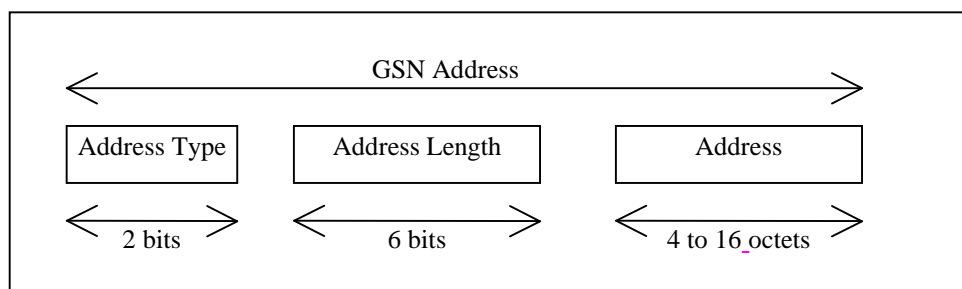 GSN Address
Address Type Address Length Address
2 bits 6 bits 4 to 16 octets